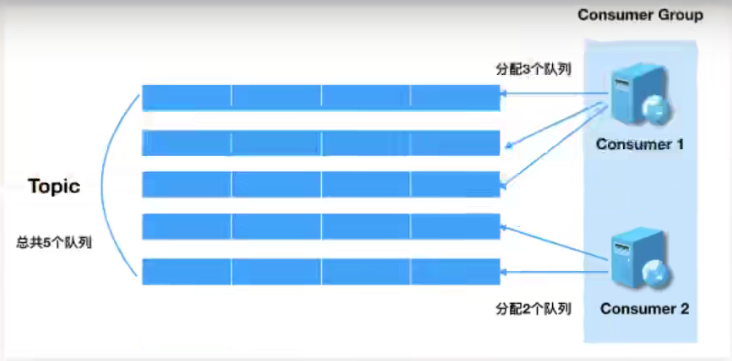 Consumer Group
分配3个队列
Consumer 1
Topic
总共5个队列
分配2个队列
Consumer 2